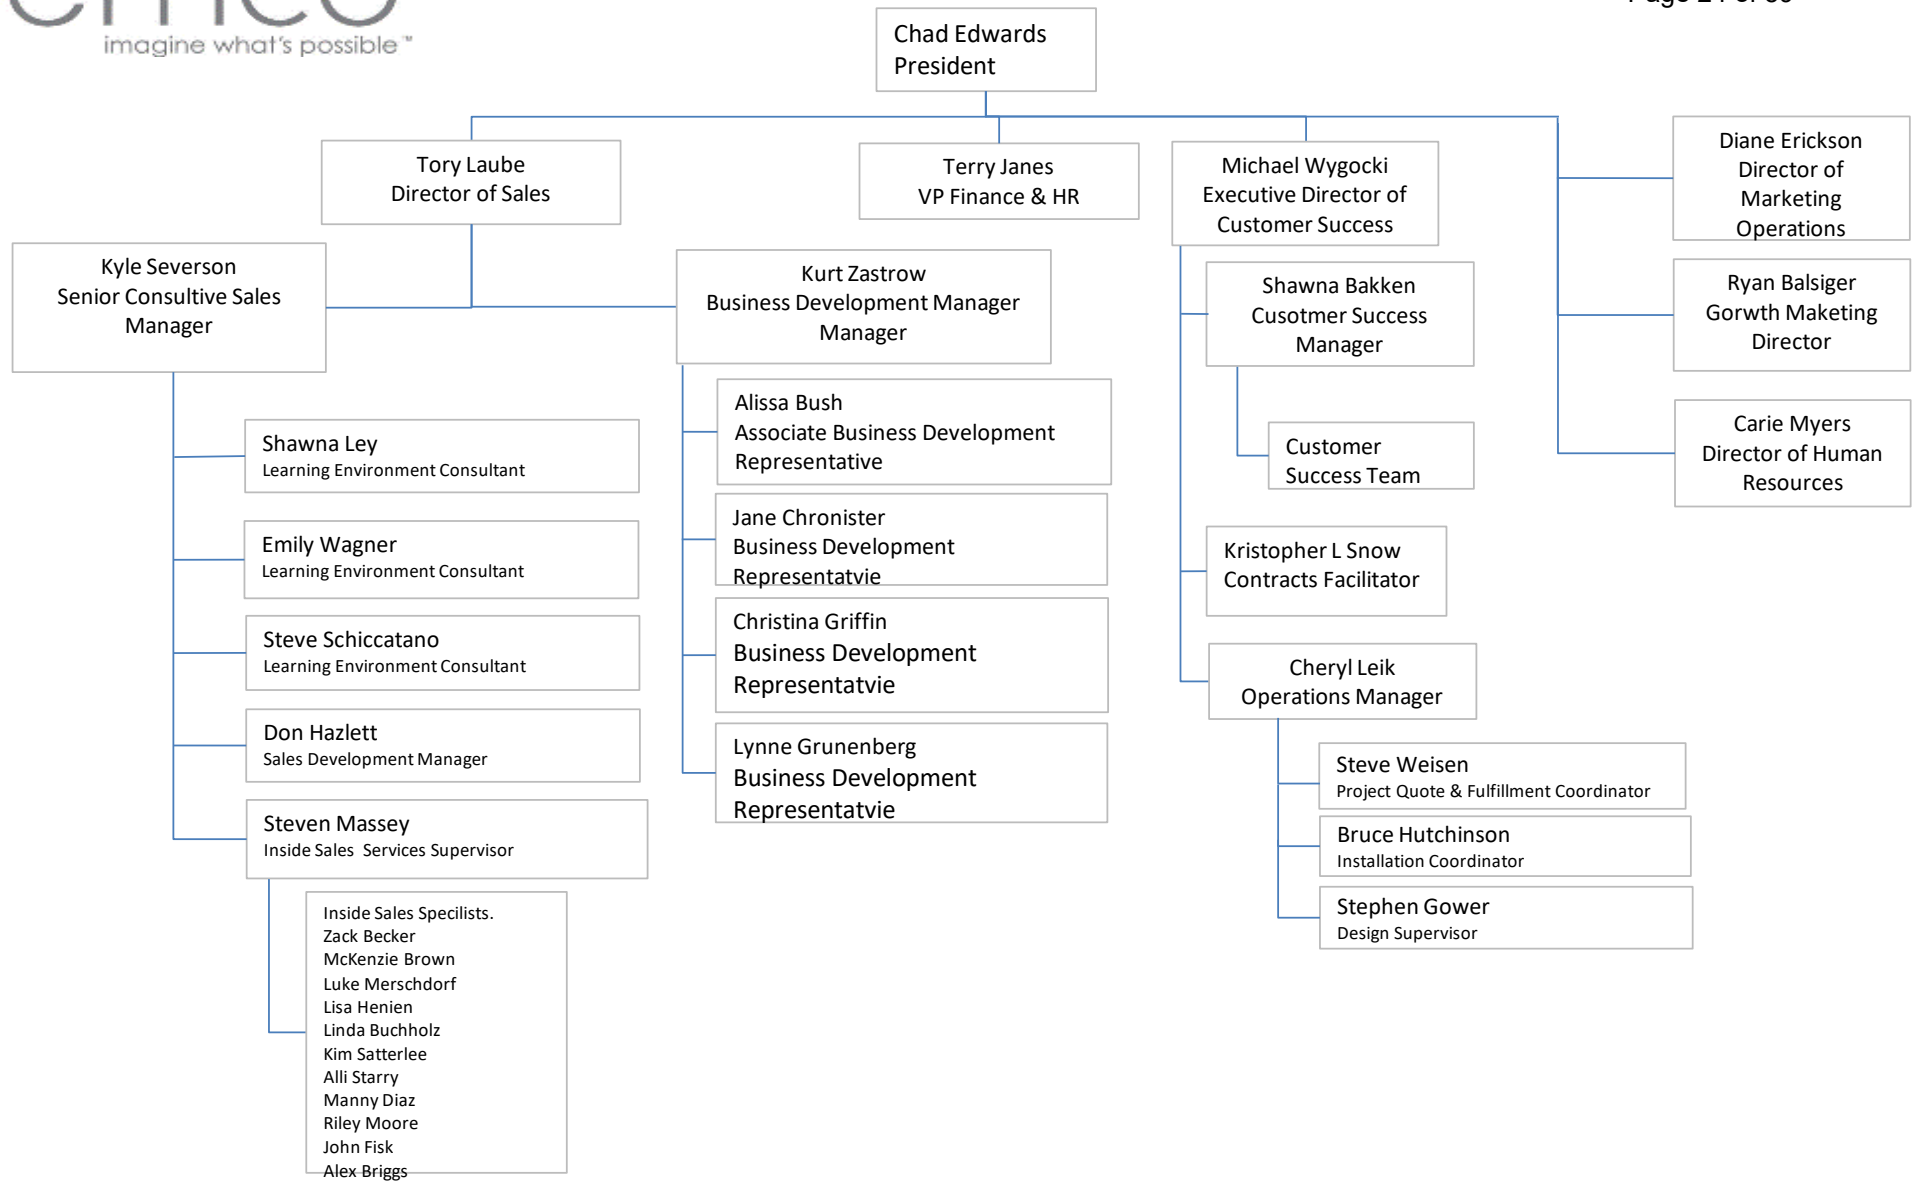 imagine what's possible™
Chad Edwards
President
Tory Laube
Director of Sales
Terry Janes
VP Finance & HR
Michael Wygocki
Executive Director of
Customer Success
Diane Erickson
Director of
Marketing
Operations
Kyle Severson
Senior Consultive Sales
Manager
Kurt Zastrow
Business Development Manager
Manager
Shawna Bakken
Cusotmer Success
Manager
Ryan Balsiger
Gorwth Maketing
Director
Carie Myers
Director of Human
Resources
Shawna Ley
Learning Environment Consultant
Emily Wagner
Learning Environment Consultant
Steve Schiccatano
Learning Environment Consultant
Don Hazlett
Sales Development Manager
Steven Massey
Inside Sales  Services Supervisor
Inside Sales Specilists.
Zack Becker
McKenzie Brown
Luke Merschdorf
Lisa Henien
Linda Buchholz
Kim Satterlee
Alli Starry
Manny Diaz
Riley Moore
John Fisk
Alex Briggs
Alissa Bush
Associate Business Development
Representative
Jane Chronister
Business Development
Representatvie
Christina Griffin
Business Development
Representatvie
Lynne Grunenberg
Business Development
Representatvie
Customer
Success Team
Kristopher L Snow
Contracts Facilitator
Cheryl Leik
Operations Manager
Steve Weisen
Project Quote & Fulfillment Coordinator
Bruce Hutchinson
Installation Coordinator
Stephen Gower
Design Supervisor